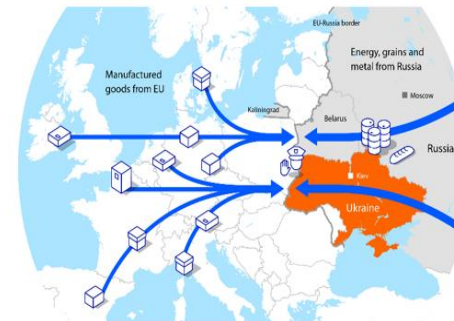 EU-Russia border
Manufactured
goods from EU
Energy, grains and
metal from Russia
Moscow
Kaliningrad
Belarus
Russia
Kiev
Ukraine